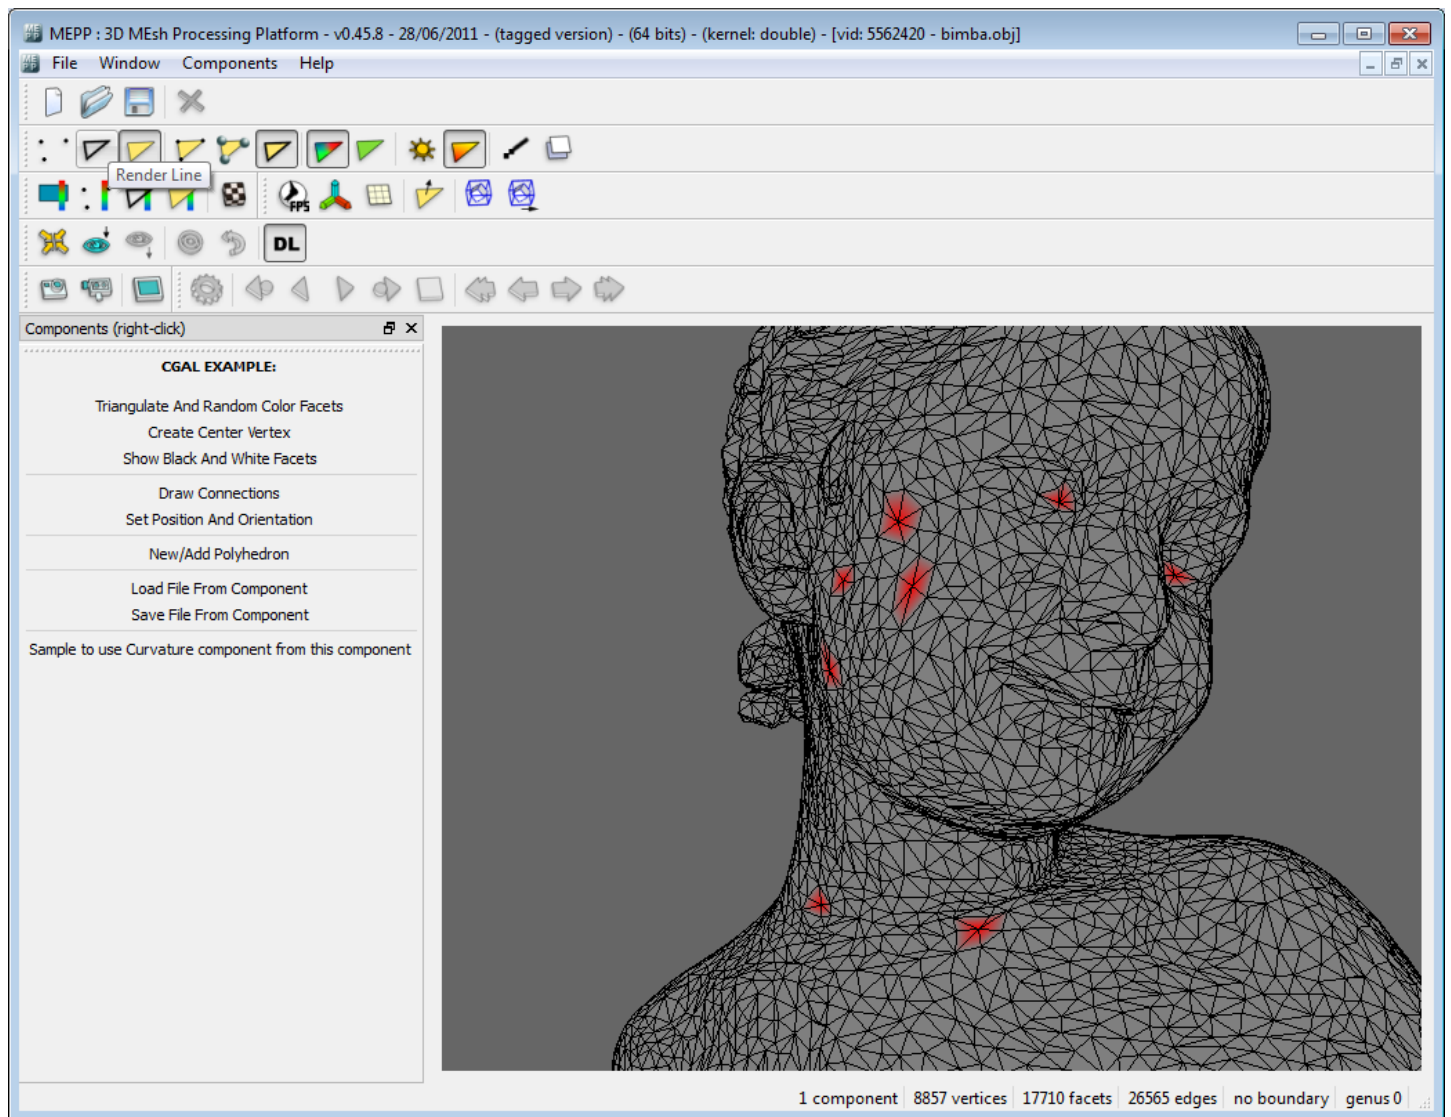 MEPP : 3D MEsh Processing Platform - v0.45.8 - 28/06/2011 - (tagged version) - (64 bits) - (kernel: double) - [vid: 5562420 - bimba.obj]
File Window Components Help
Render Line
FPS
DL
Components (right-click)
CGAL EXAMPLE:
Triangulate And Random Color Facets
Create Center Vertex
Show Black And White Facets
Draw Connections
Set Position And Orientation
New/Add Polyhedron
Load File From Component
Save File From Component
Sample to use Curvature component from this component
1 component 8857 vertices 17710 facets 26565 edges no boundary genus 0